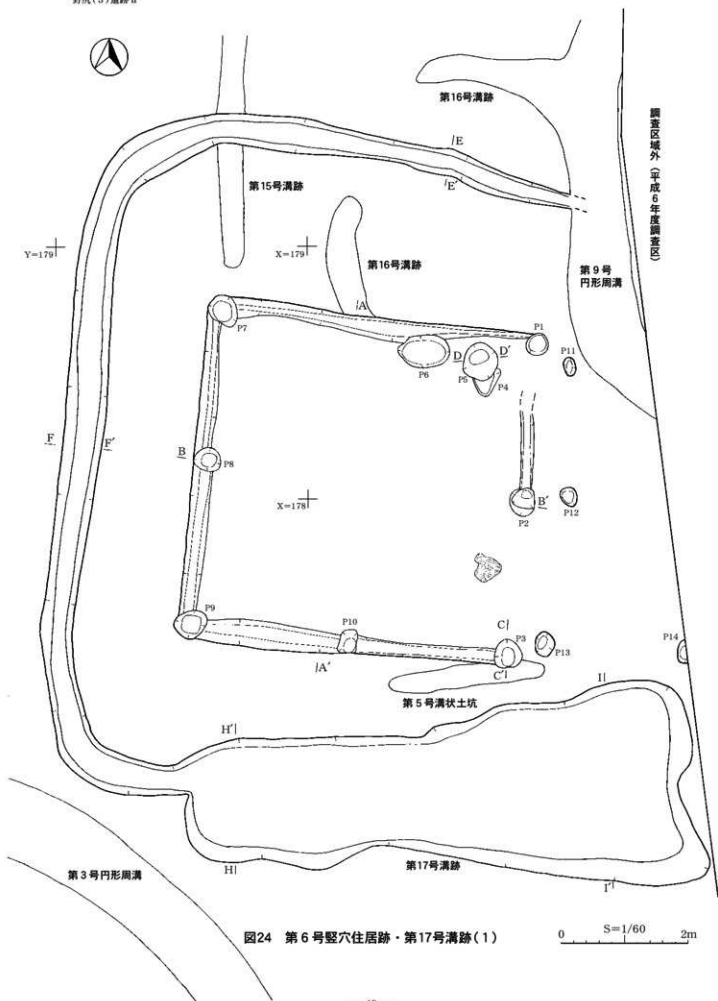 第16号溝跡
調査区域外（平成6年度調査区）
E
E'
第15号溝跡
Y=179
X=179
第16号溝跡
第9号
円形周溝
A
P7
P1
P6
D
D'
P11
P5
P4
F
F'
B
P8
X=178
B'
P2
P12
P9
P10
C
P3
P13
P14
A'
C'
第5号溝状土坑
I
H'
第3号円形周溝
H
第17号溝跡
I'
図24　第6号竪穴住居跡・第17号溝跡(1)
0
S=1/60
2m